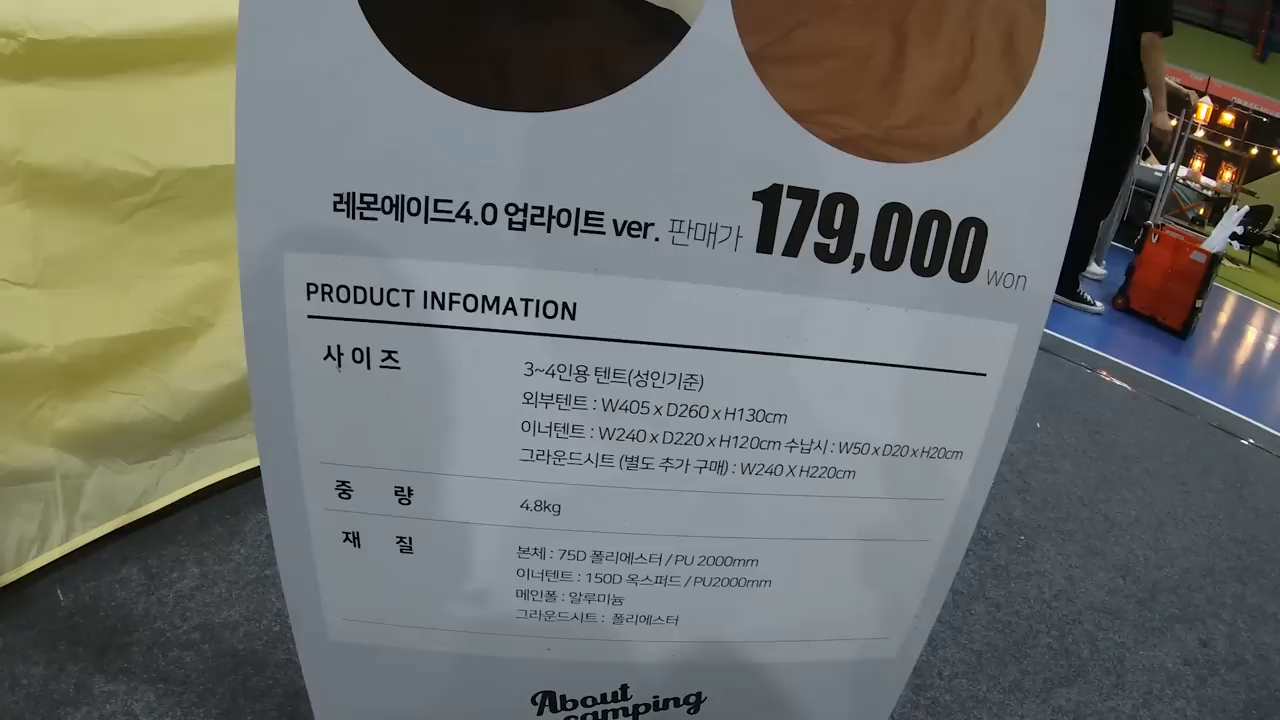 레몬에이드4.0 업라이트 ver. 판매가 179,000 won
PRODUCT INFOMATION
사이즈
3~4인용 텐트(성인기준)
외부텐트 : W405 x D260 x H130cm
이너텐트 : W240 x D220 x H120cm 수납시 : W50 x D20 x H20cm
그라운드시트 (별도 추가 구매) : W240 X H220cm
중 량
4.8kg
재 질
본체 : 75D 폴리에스터 / PU 2000mm
이너텐트 : 150D 옥스퍼드 / PU2000mm
메인폴 : 알루미늄
그라운드시트 : 폴리에스터
About
camping